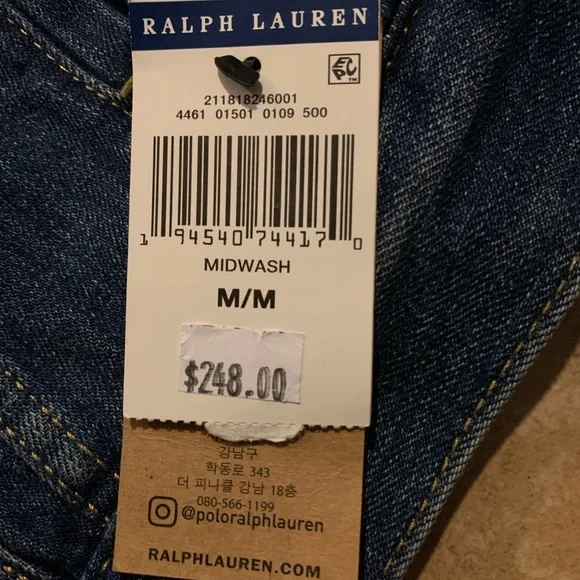 RALPH LAUREN
EPC™
211818246001
4461 01501 0109 500
1 94540 74417 0
MIDWASH
M/M
$248.00
강남구
학동로 343
더 피나클 강남 18층
080-566-1199
@poloralphlauren
RALPHLAUREN.COM